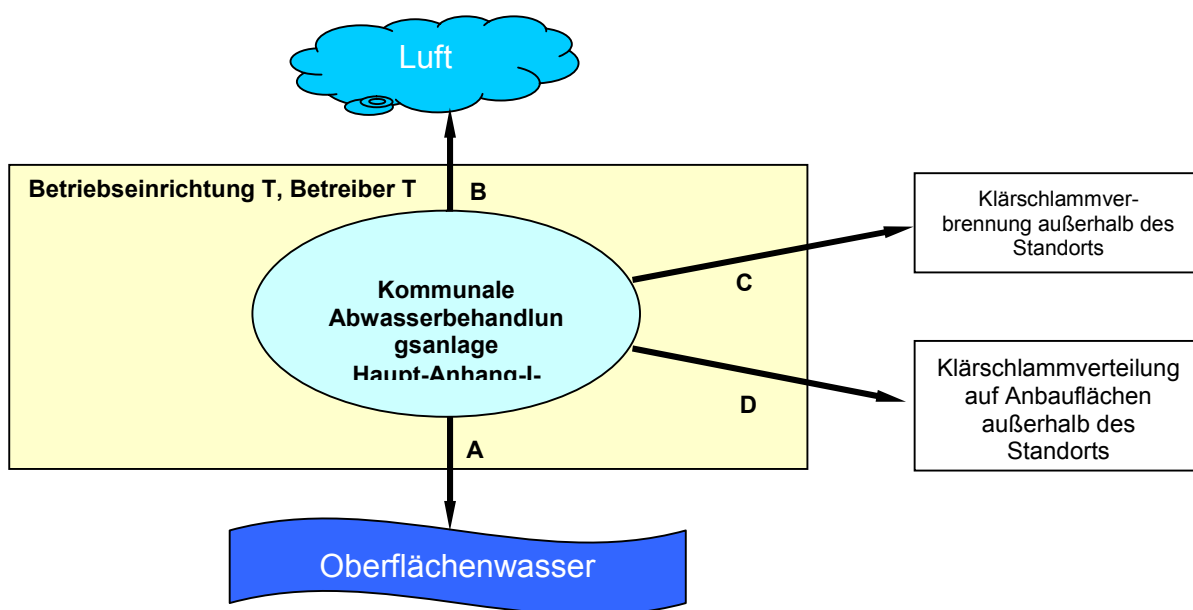 Luft
Betriebseinrichtung T, Betreiber T
B
Klärschlammver-
brennung außerhalb des
Standorts
C
Kommunale
Abwasserbehandlun
gsanlage
Haupt-Anhang-I-
Klärschlammverteilung
auf Anbauflächen
außerhalb des
Standorts
D
A
Oberflächenwasser